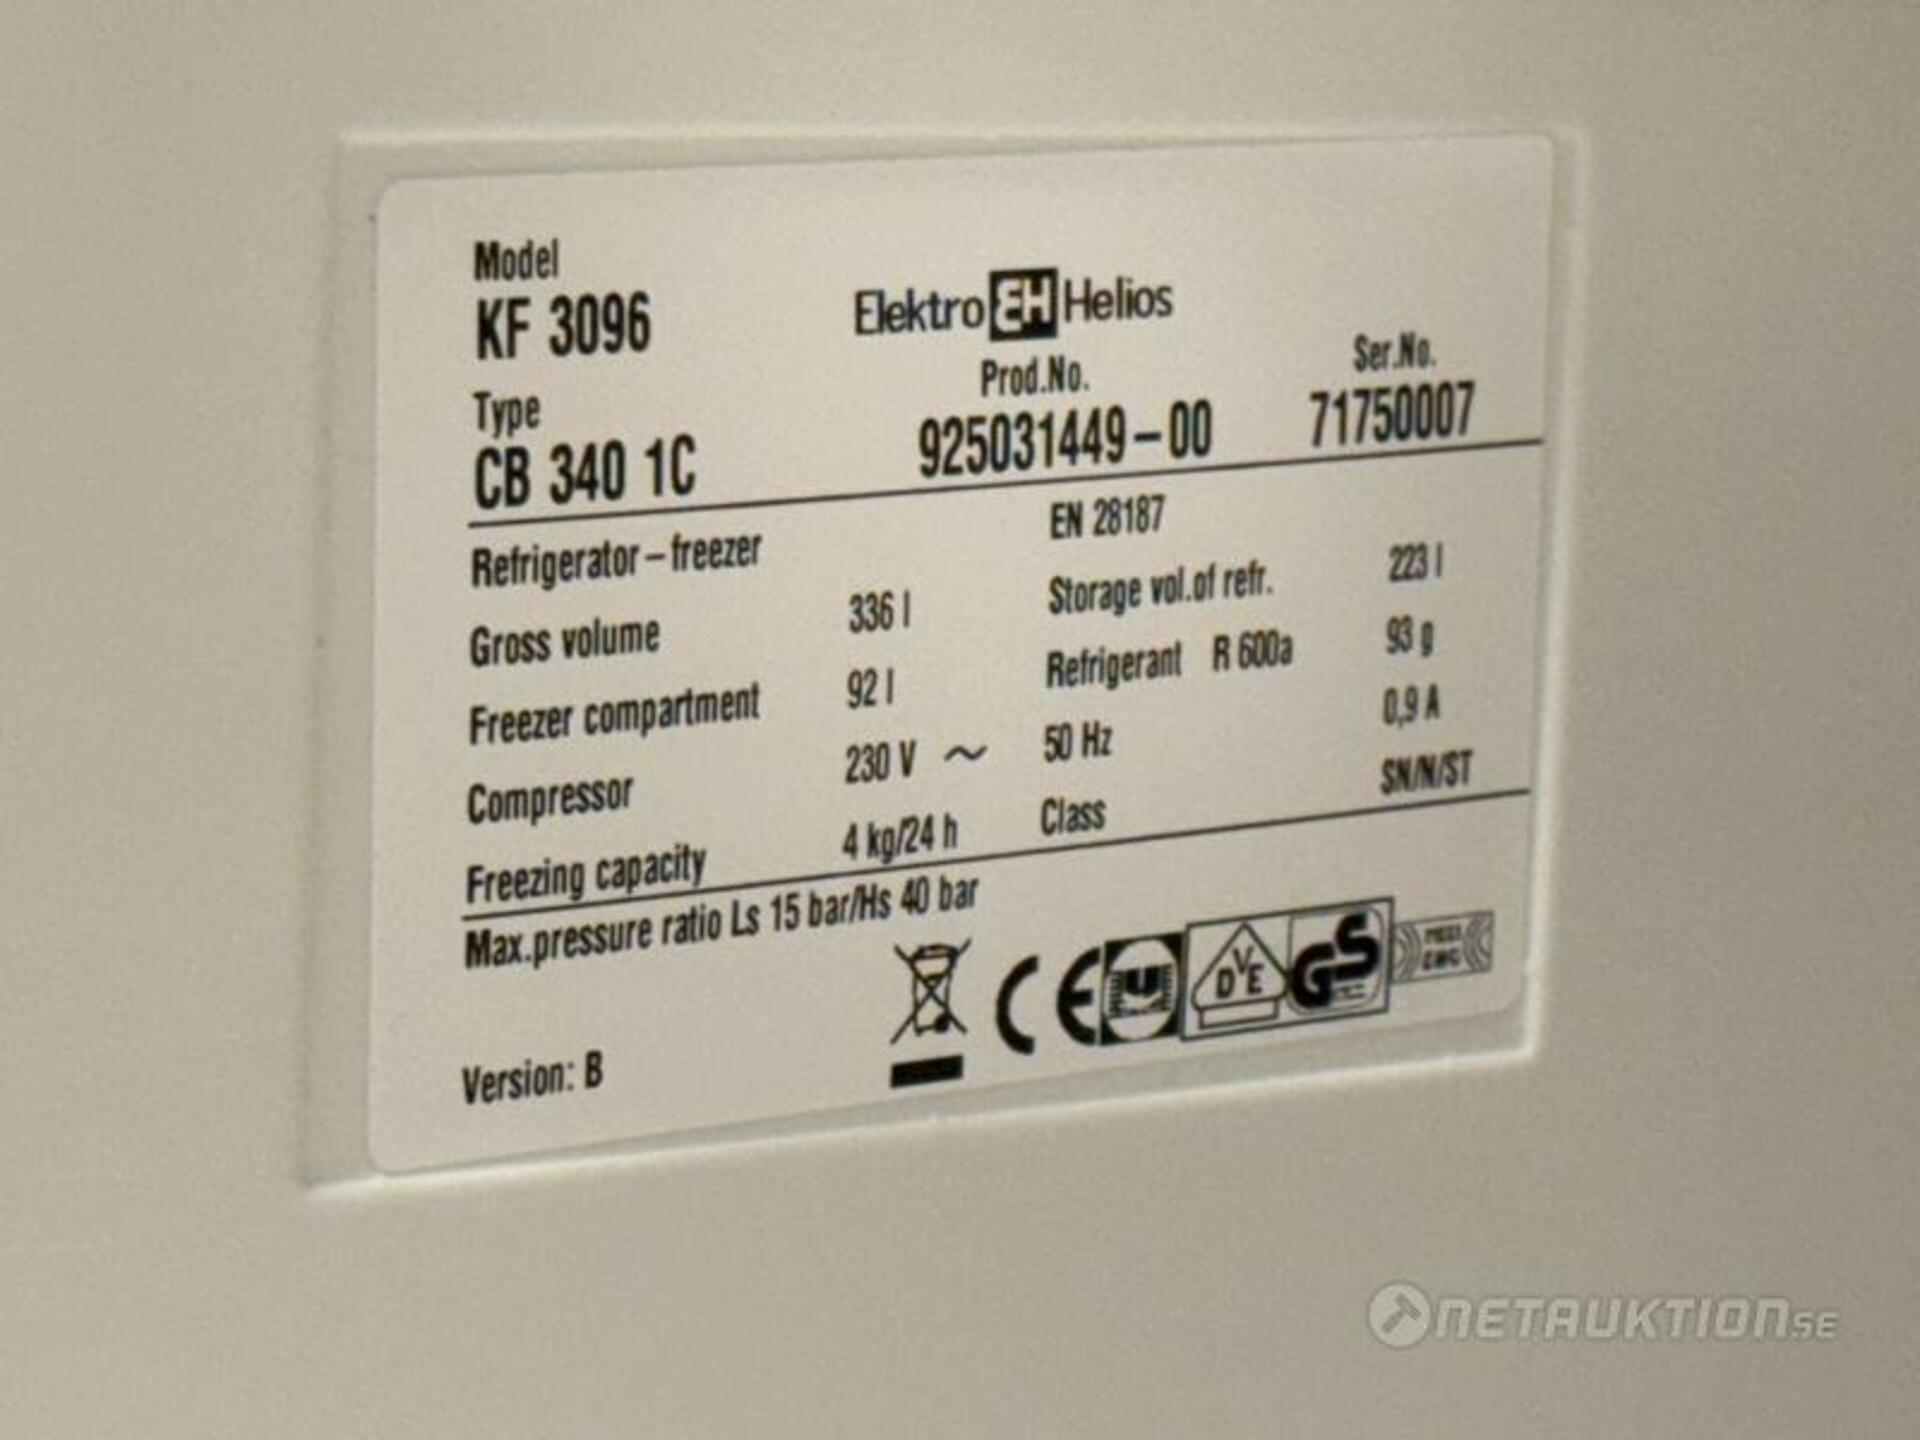 Model
KF 3096
Elektro EH Helios
Type
CB 340 1C
Prod.No.
925031449-00
Ser.No.
71750007
Refrigerator-freezer
EN 28187
Gross volume 336 l
Storage vol.of refr. 223 l
Freezer compartment 92 l
Refrigerant R 600a 93 g
Compressor 230 V ~ 50 Hz 0,9 A
Freezing capacity 4 kg/24 h
Class SN/N/ST
Max.pressure ratio Ls 15 bar/Hs 40 bar
CE
DVE
GS
Version: B
NETAUKTION.SE